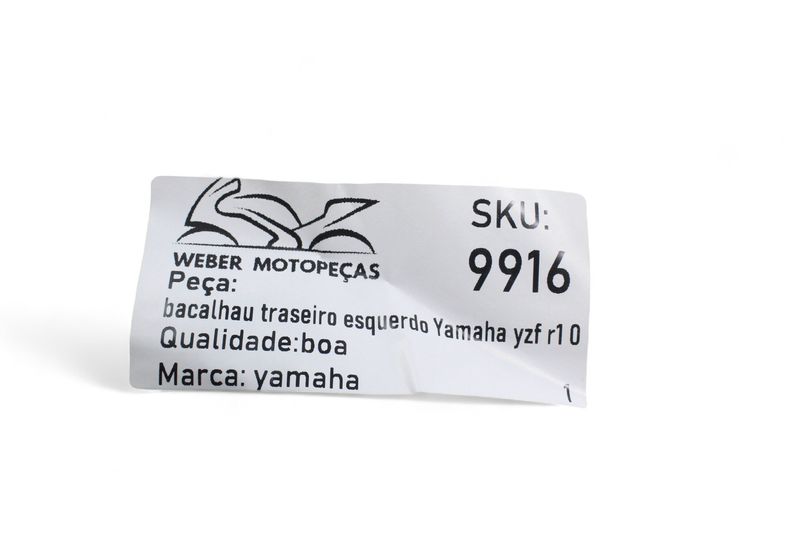 WEBER MOTOPEÇAS
SKU:
9916
Peça:
bacalhau traseiro esquerdo Yamaha yzf r1 0
Qualidade:boa
Marca: yamaha
1